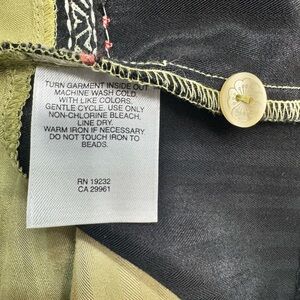 TURN GARMENT INSIDE OUT
MACHINE WASH COLD
WITH LIKE COLORS.
GENTLE CYCLE. USE ONLY
NON-CHLORINE BLEACH.
LINE DRY.
WARM IRON IF NECESSARY.
DO NOT TOUCH IRON TO
BEADS.
RN 19232
CA 29961